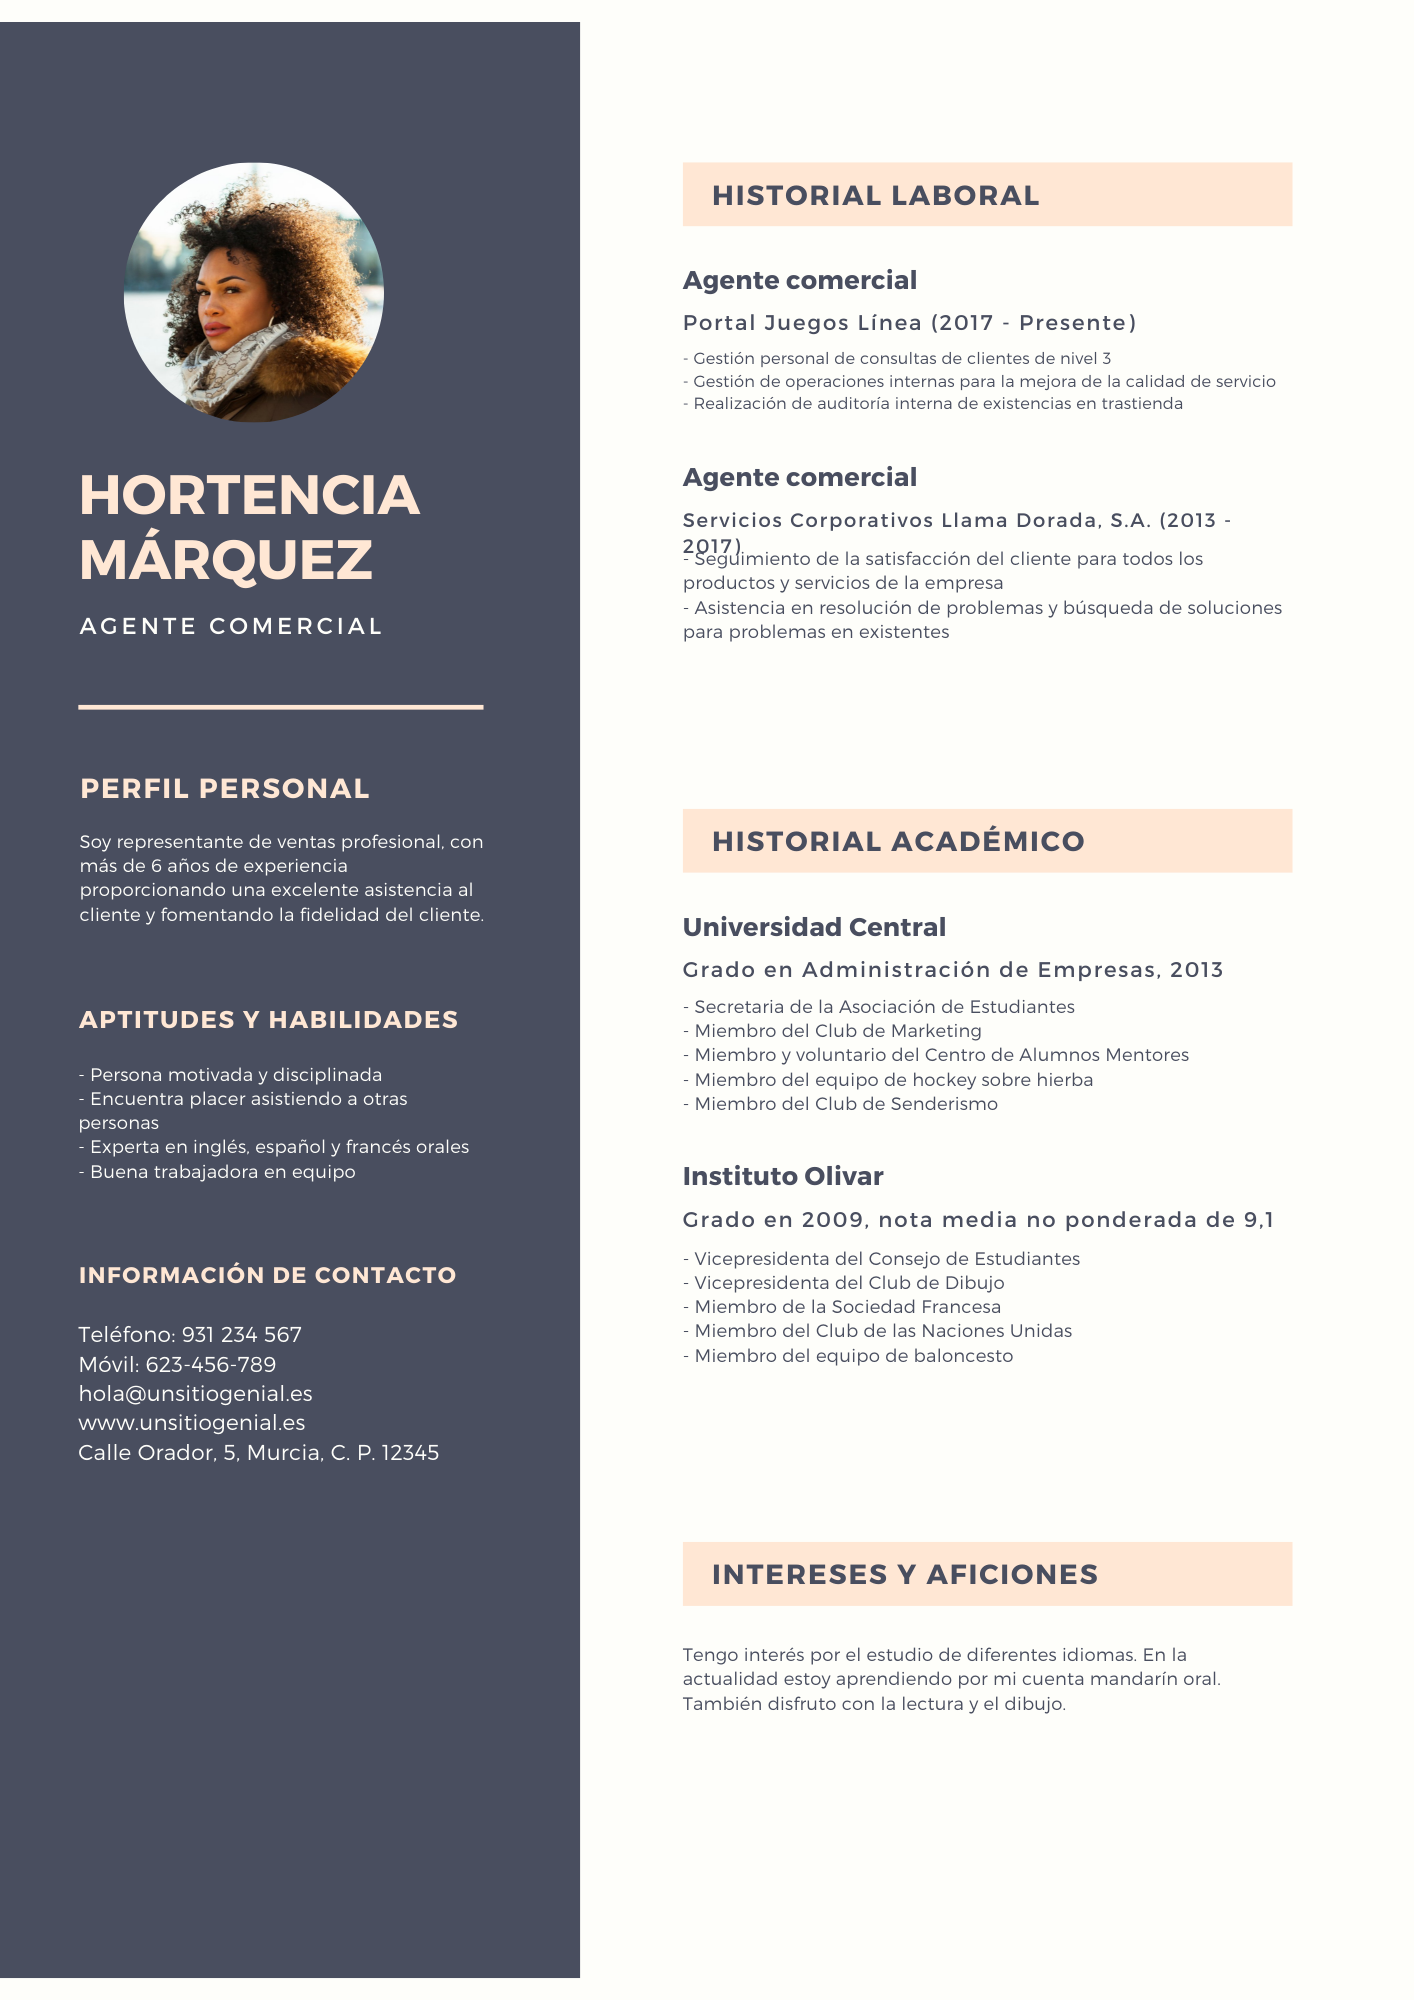 HORTENCIA
MÁRQUEZ
AGENTE COMERCIAL
PERFIL PERSONAL
Soy representante de ventas profesional, con
más de 6 años de experiencia
proporcionando una excelente asistencia al
cliente y fomentando la fidelidad del cliente.
APTITUDES Y HABILIDADES
- Persona motivada y disciplinada
- Encuentra placer asistiendo a otras
personas
- Experta en inglés, español y francés orales
- Buena trabajadora en equipo
INFORMACIÓN DE CONTACTO
Teléfono: 931 234 567
Móvil: 623-456-789
hola@unsitiogenial.es
www.unsitiogenial.es
Calle Orador, 5, Murcia, C. P. 12345
HISTORIAL LABORAL
Agente comercial
Portal Juegos Línea (2017 - Presente)
- Gestión personal de consultas de clientes de nivel 3
- Gestión de operaciones internas para la mejora de la calidad de servicio
- Realización de auditoría interna de existencias en trastienda
Agente comercial
Servicios Corporativos Llama Dorada, S.A. (2013 -
2017)
- Seguimiento de la satisfacción del cliente para todos los
productos y servicios de la empresa
- Asistencia en resolución de problemas y búsqueda de soluciones
para problemas en existentes
HISTORIAL ACADÉMICO
Universidad Central
Grado en Administración de Empresas, 2013
- Secretaria de la Asociación de Estudiantes
- Miembro del Club de Marketing
- Miembro y voluntario del Centro de Alumnos Mentores
- Miembro del equipo de hockey sobre hierba
- Miembro del Club de Senderismo
Instituto Olivar
Grado en 2009, nota media no ponderada de 9,1
- Vicepresidenta del Consejo de Estudiantes
- Vicepresidenta del Club de Dibujo
- Miembro de la Sociedad Francesa
- Miembro del Club de las Naciones Unidas
- Miembro del equipo de baloncesto
INTERESES Y AFICIONES
Tengo interés por el estudio de diferentes idiomas. En la
actualidad estoy aprendiendo por mi cuenta mandarín oral.
También disfruto con la lectura y el dibujo.